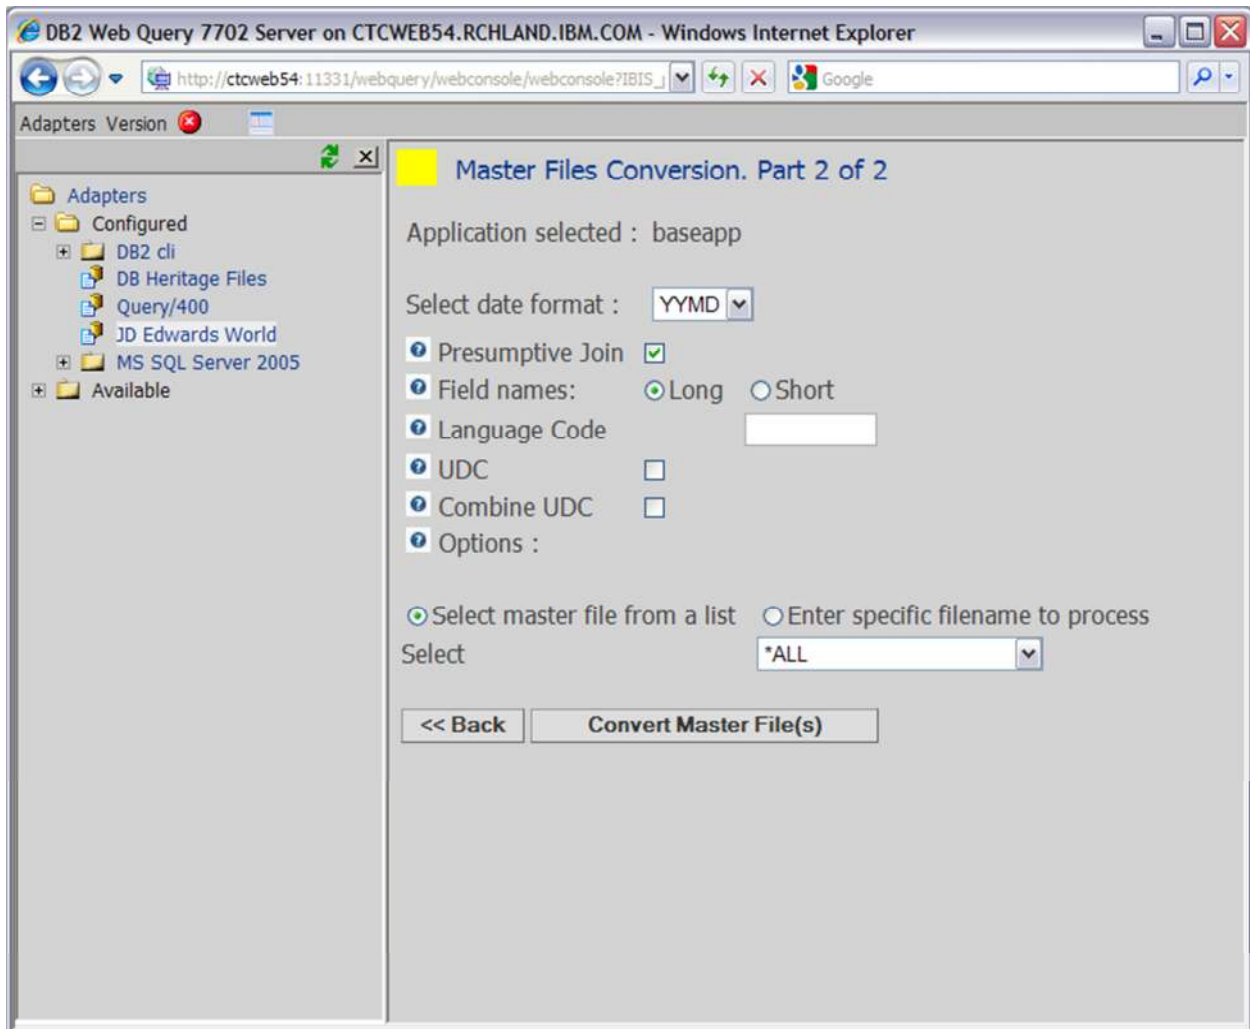 DB2 Web Query 7702 Server on CTCWEB54.RCHLAND.IBM.COM - Windows Internet Explorer
http://ctcweb54:11331/webquery/webconsole/webconsole?IBIS_
Google
Adapters Version
Adapters
Configured
DB2 cli
DB Heritage Files
Query/400
JD Edwards World
MS SQL Server 2005
Available
Master Files Conversion. Part 2 of 2
Application selected : baseapp
Select date format : YYMD
Presumptive Join
Field names: Long Short
Language Code
UDC
Combine UDC
Options :
Select master file from a list Enter specific filename to process
Select *ALL
<< Back Convert Master File(s)